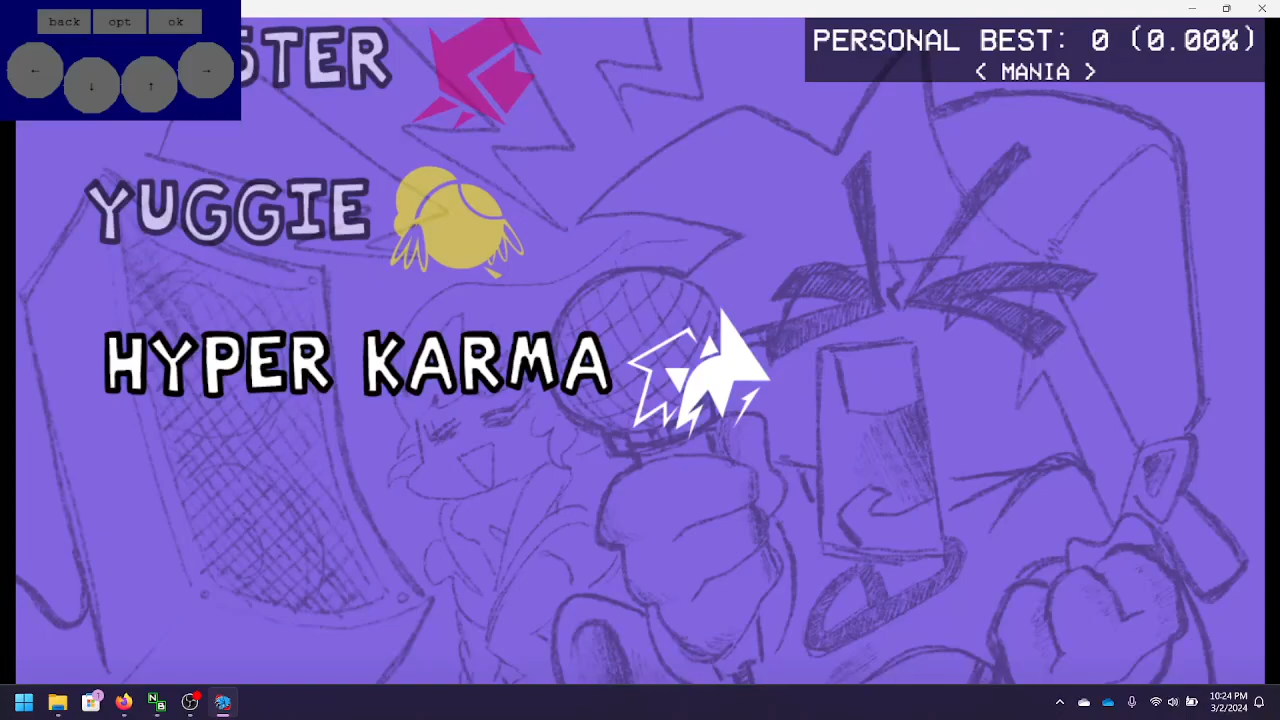 back opt ok
← ↓ ↑ →
STER
PERSONAL BEST: 0 (0.00%)
< MANIA >
YUGGIE
HYPER KARMA
10:24 PM
3/2/2024